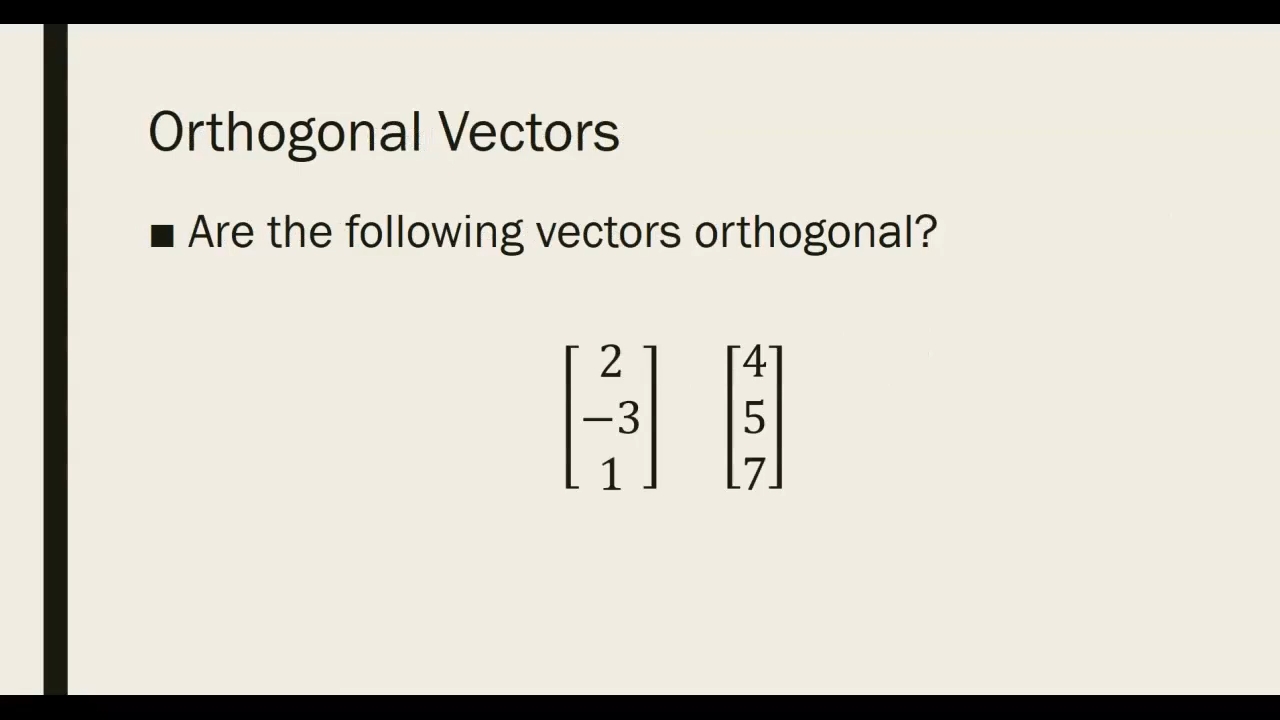 Orthogonal Vectors
■ Are the following vectors orthogonal?
[2 −3 1] [4 5 7]